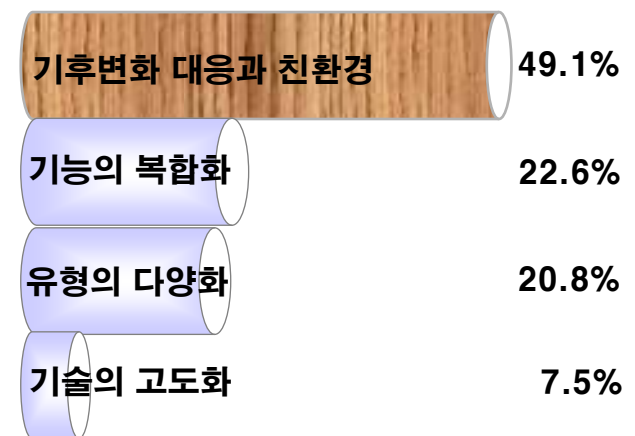 기후변화 대응과 친환경 49.1%
기능의 복합화 22.6%
유형의 다양화 20.8%
기술의 고도화 7.5%